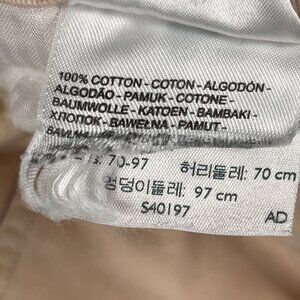 100% COTTON - COTON - ALGODÓN -
ALGODÃO - PAMUK - COTONE -
BAUMWOLLE - KATOEN - BAMBAKI -
ХЛОПОК - BAWEŁNA - PAMUT -
70-97 허리둘레: 70 cm
엉덩이둘레: 97 cm
S40197
AD